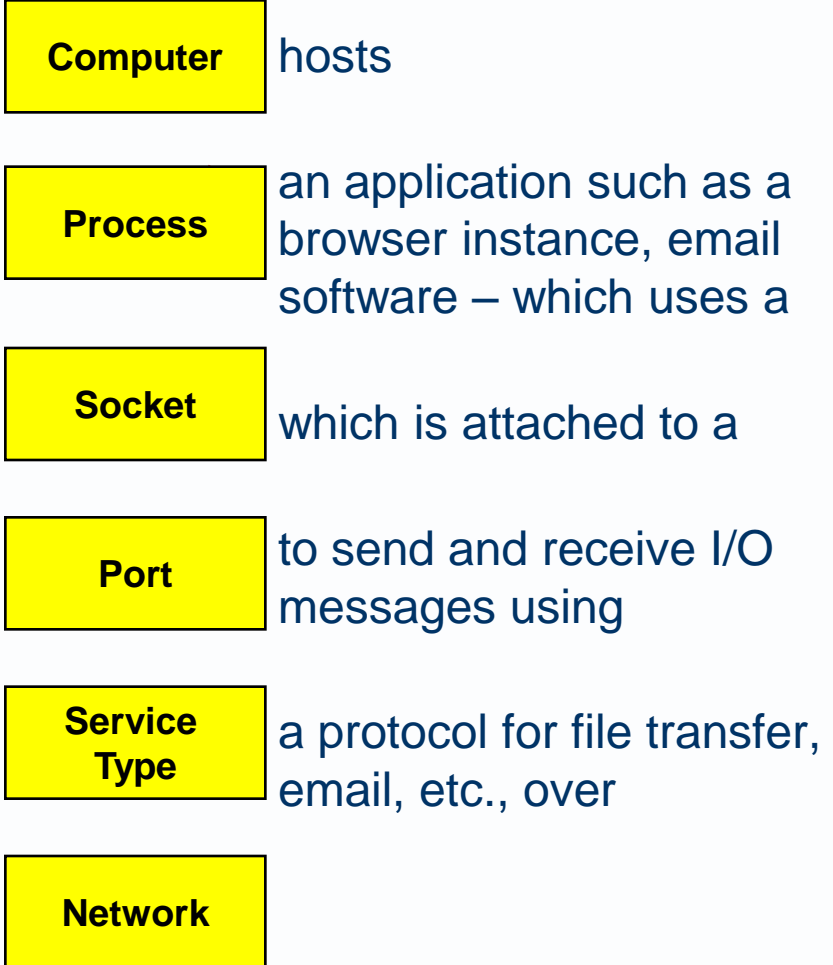 Computer hosts
an application such as a
Process browser instance, email
software – which uses a
Socket
which is attached to a
to send and receive I/O
Port
messages using
Service
Type
a protocol for file transfer,
email, etc., over
Network